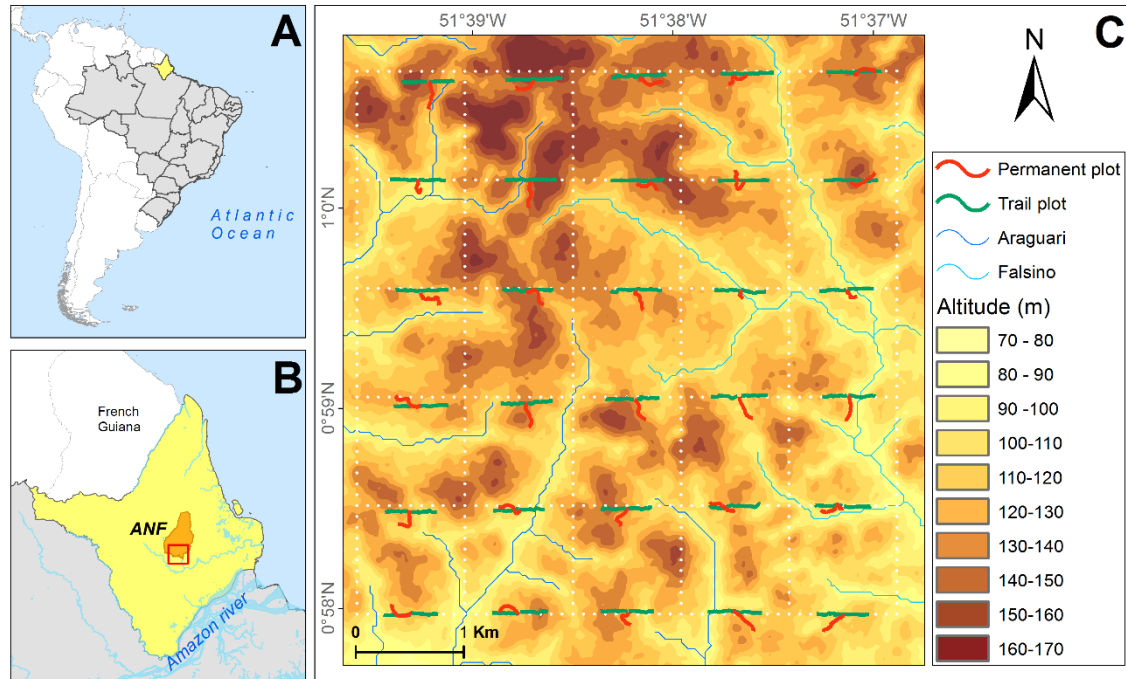 A
Atlantic
Ocean
B
French
Guiana
ANF
Amazon river
51°39'W
51°38'W
51°37'W
C
1°0'N
0°59'N
0°58'N
0
1 Km
N
Permanent plot
Trail plot
Araguari
Falsino
Altitude (m)
70 - 80
80 - 90
90 -100
100-110
110-120
120-130
130-140
140-150
150-160
160-170